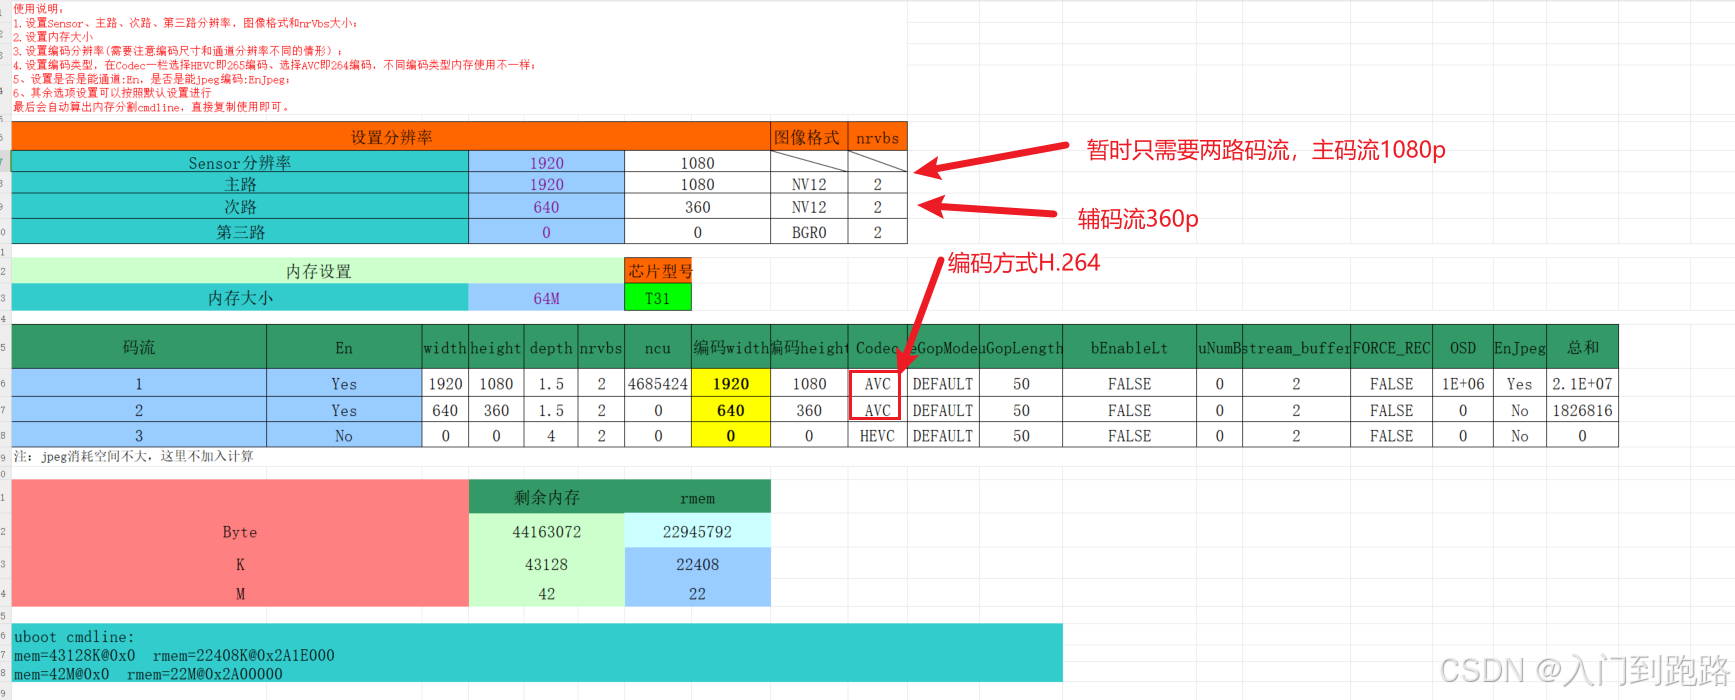 使用说明：
1.设置Sensor、主路、次路、第三路分辨率，图像格式和nrVbs大小；
2.设置内存大小
3.设置编码分辨率(需要注意编码尺寸和通道分辨率不同的情形)；
4.设置编码类型，在Codec一栏选择HEVC即265编码、选择AVC即264编码，不同编码类型内存使用不一样；
5、设置是否是能通道:En，是否是能jpeg编码:EnJpeg；
6、其余选项设置可以按照默认设置进行
最后会自动算出内存分割cmdline，直接复制使用即可。
设置分辨率 图像格式 nrvbs
Sensor分辨率 1920 1080
主路 1920 1080 NV12 2
次路 640 360 NV12 2
第三路 0 0 BGR0 2
暂时只需要两路码流，主码流1080p
辅码流360p
编码方式H.264
内存设置 芯片型号
内存大小 64M T31
码流 En width height depth nrvbs ncu 编码width 编码height Codec eGopMode uGopLength bEnableLt uNumB stream_buffer FORCE_REC OSD EnJpeg 总和
1 Yes 1920 1080 1.5 2 4685424 1920 1080 AVC DEFAULT 50 FALSE 0 2 FALSE 1E+06 Yes 2.1E+07
2 Yes 640 360 1.5 2 0 640 360 AVC DEFAULT 50 FALSE 0 2 FALSE 0 No 1826816
3 No 0 0 4 2 0 0 0 HEVC DEFAULT 50 FALSE 0 2 FALSE 0 No 0
注：jpeg消耗空间不大，这里不加入计算
剩余内存 rmem
Byte 44163072 22945792
K 43128 22408
M 42 22
uboot cmdline:
mem=43128K@0x0 rmem=22408K@0x2A1E000
mem=42M@0x0 rmem=22M@0x2A00000
CSDN @入门到跑路